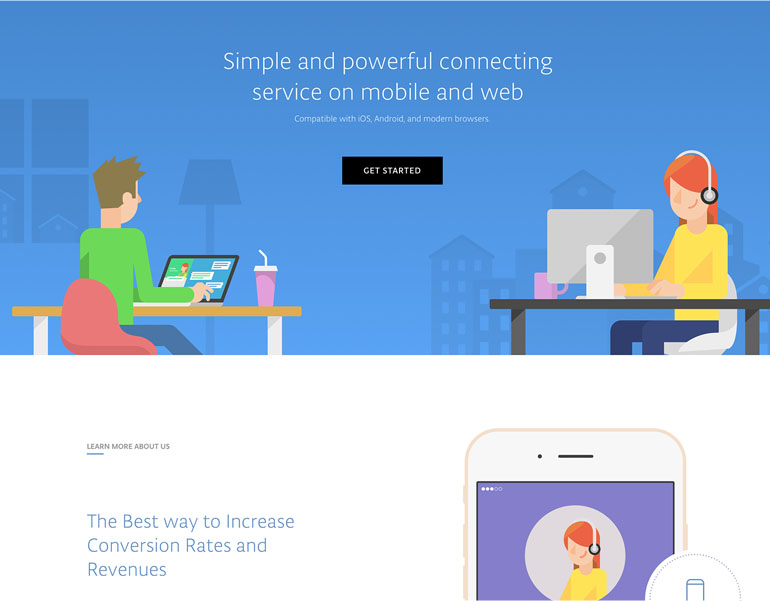 Simple and powerful connecting
service on mobile and web
Compatible with iOS, Android, and modern browsers.
GET STARTED
LEARN MORE ABOUT US
The Best way to Increase
Conversion Rates and
Revenues